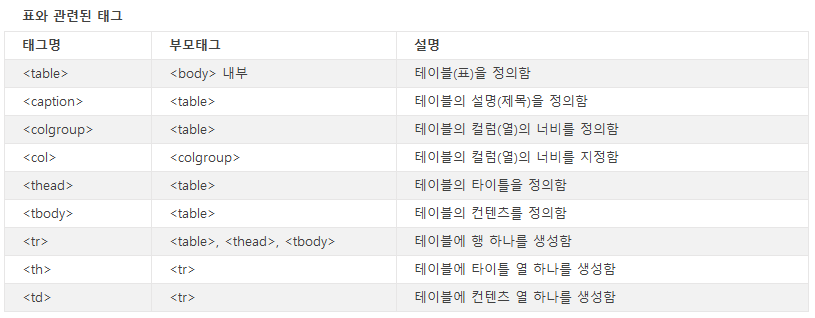 표와 관련된 태그
태그명 부모태그 설명
<table> <body> 내부 테이블(표)을 정의함
<caption> <table> 테이블의 설명(제목)을 정의함
<colgroup> <table> 테이블의 컬럼(열)의 너비를 정의함
<col> <colgroup> 테이블의 컬럼(열)의 너비를 지정함
<thead> <table> 테이블의 타이틀을 정의함
<tbody> <table> 테이블의 컨텐츠를 정의함
<tr> <table>, <thead>, <tbody> 테이블에 행 하나를 생성함
<th> <tr> 테이블에 타이틀 열 하나를 생성함
<td> <tr> 테이블에 컨텐츠 열 하나를 생성함